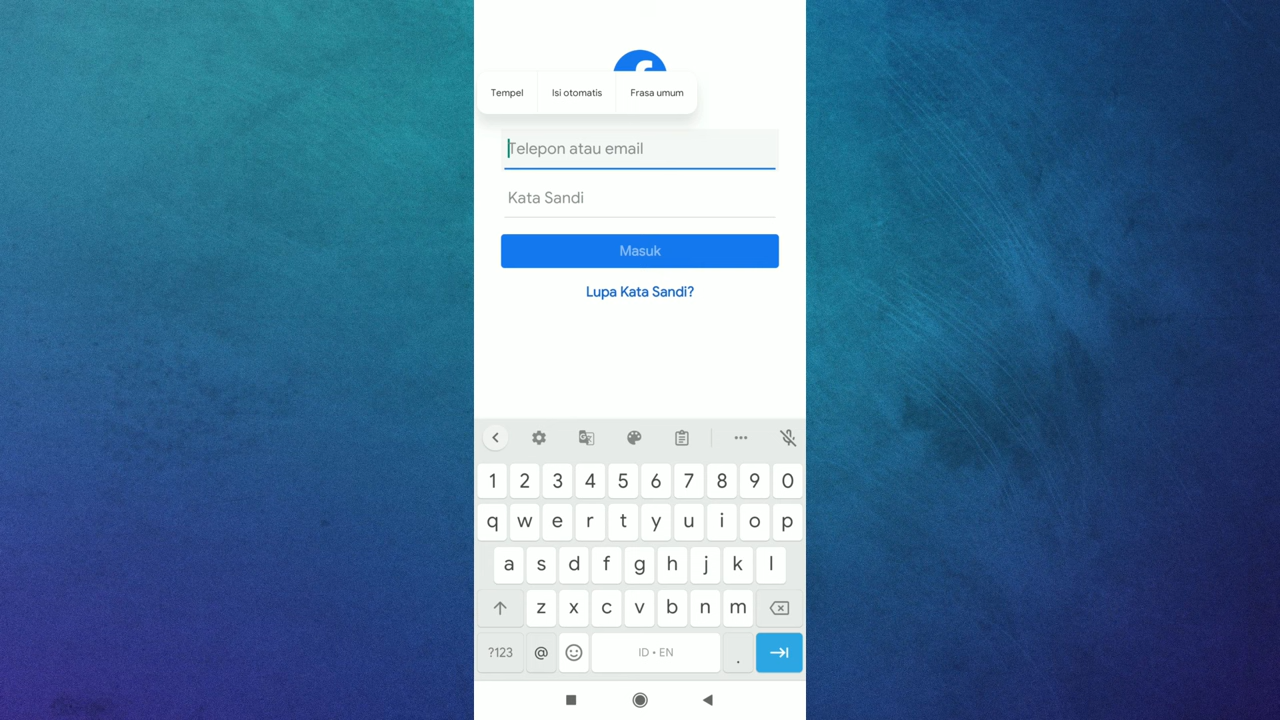 Tempel Isi otomatis Frasa umum
Telepon atau email
Kata Sandi
Masuk
Lupa Kata Sandi?
1 2 3 4 5 6 7 8 9 0
q w e r t y u i o p
a s d f g h j k l
z x c v b n m
?123 @ ID • EN .